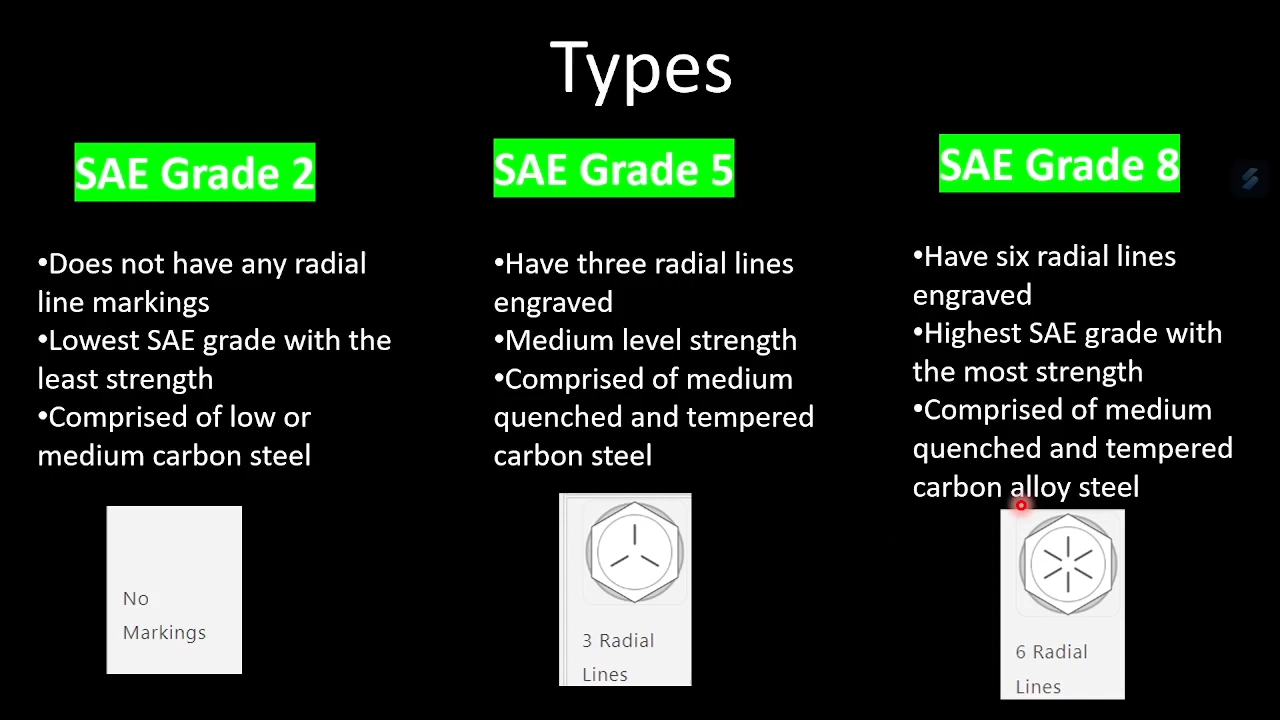 Types
SAE Grade 2
•Does not have any radial
line markings
•Lowest SAE grade with the
least strength
•Comprised of low or
medium carbon steel
No
Markings
SAE Grade 5
•Have three radial lines
engraved
•Medium level strength
•Comprised of medium
quenched and tempered
carbon steel
3 Radial
Lines
SAE Grade 8
•Have six radial lines
engraved
•Highest SAE grade with
the most strength
•Comprised of medium
quenched and tempered
carbon alloy steel
6 Radial
Lines